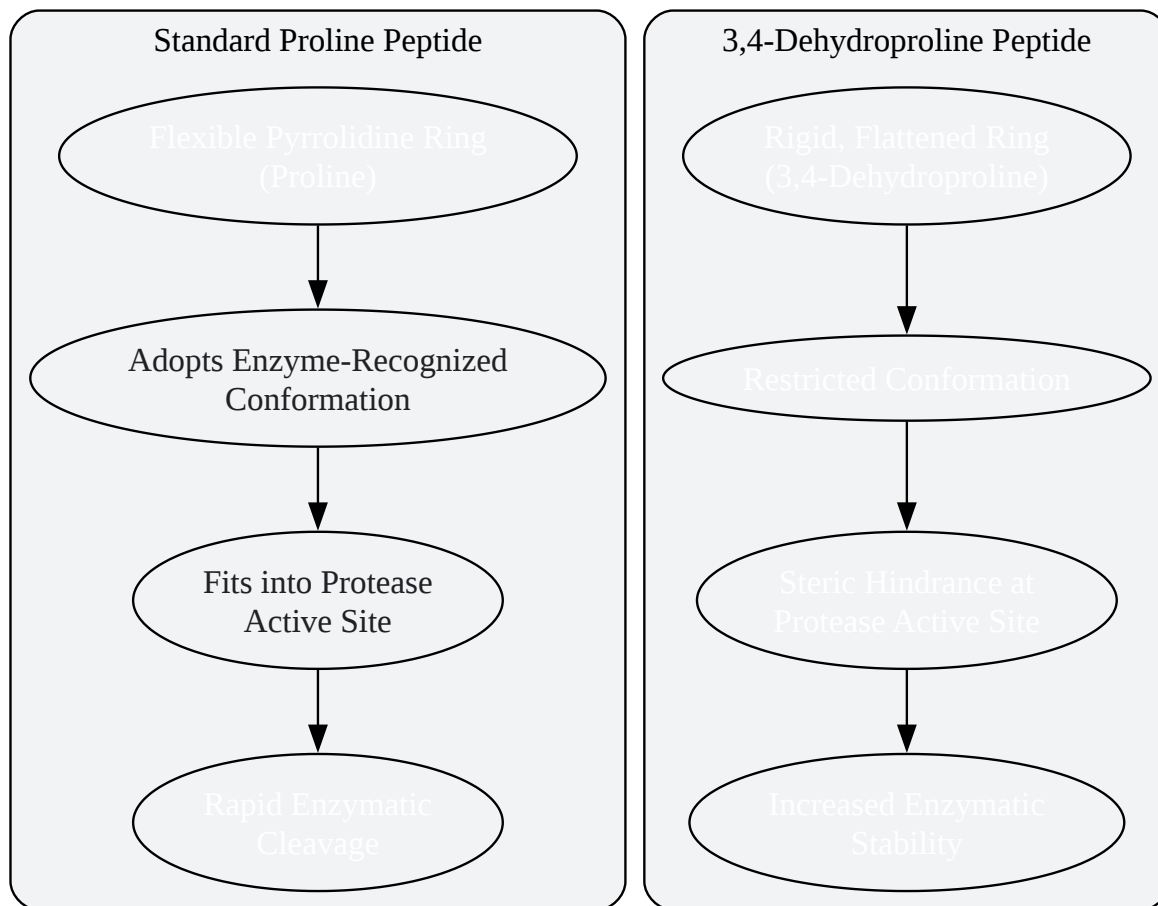 Standard Proline Peptide
Flexible Pyrrolidine Ring
(Proline)
Adopts Enzyme-Recognized
Conformation
Fits into Protease
Active Site
Rapid Enzymatic
Cleavage
3,4-Dehydroproline Peptide
Rigid, Flattened Ring
(3,4-Dehydroproline)
Restricted Conformation
Steric Hindrance at
Protease Active Site
Increased Enzymatic
Stability